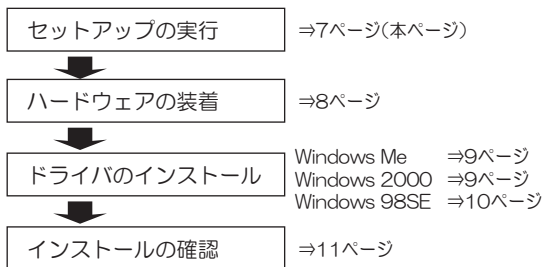 セットアップの実行 ⇒7ページ(本ページ)
ハードウェアの装着 ⇒8ページ
ドライバのインストール
Windows Me ⇒9ページ
Windows 2000 ⇒9ページ
Windows 98SE ⇒10ページ
インストールの確認 ⇒11ページ